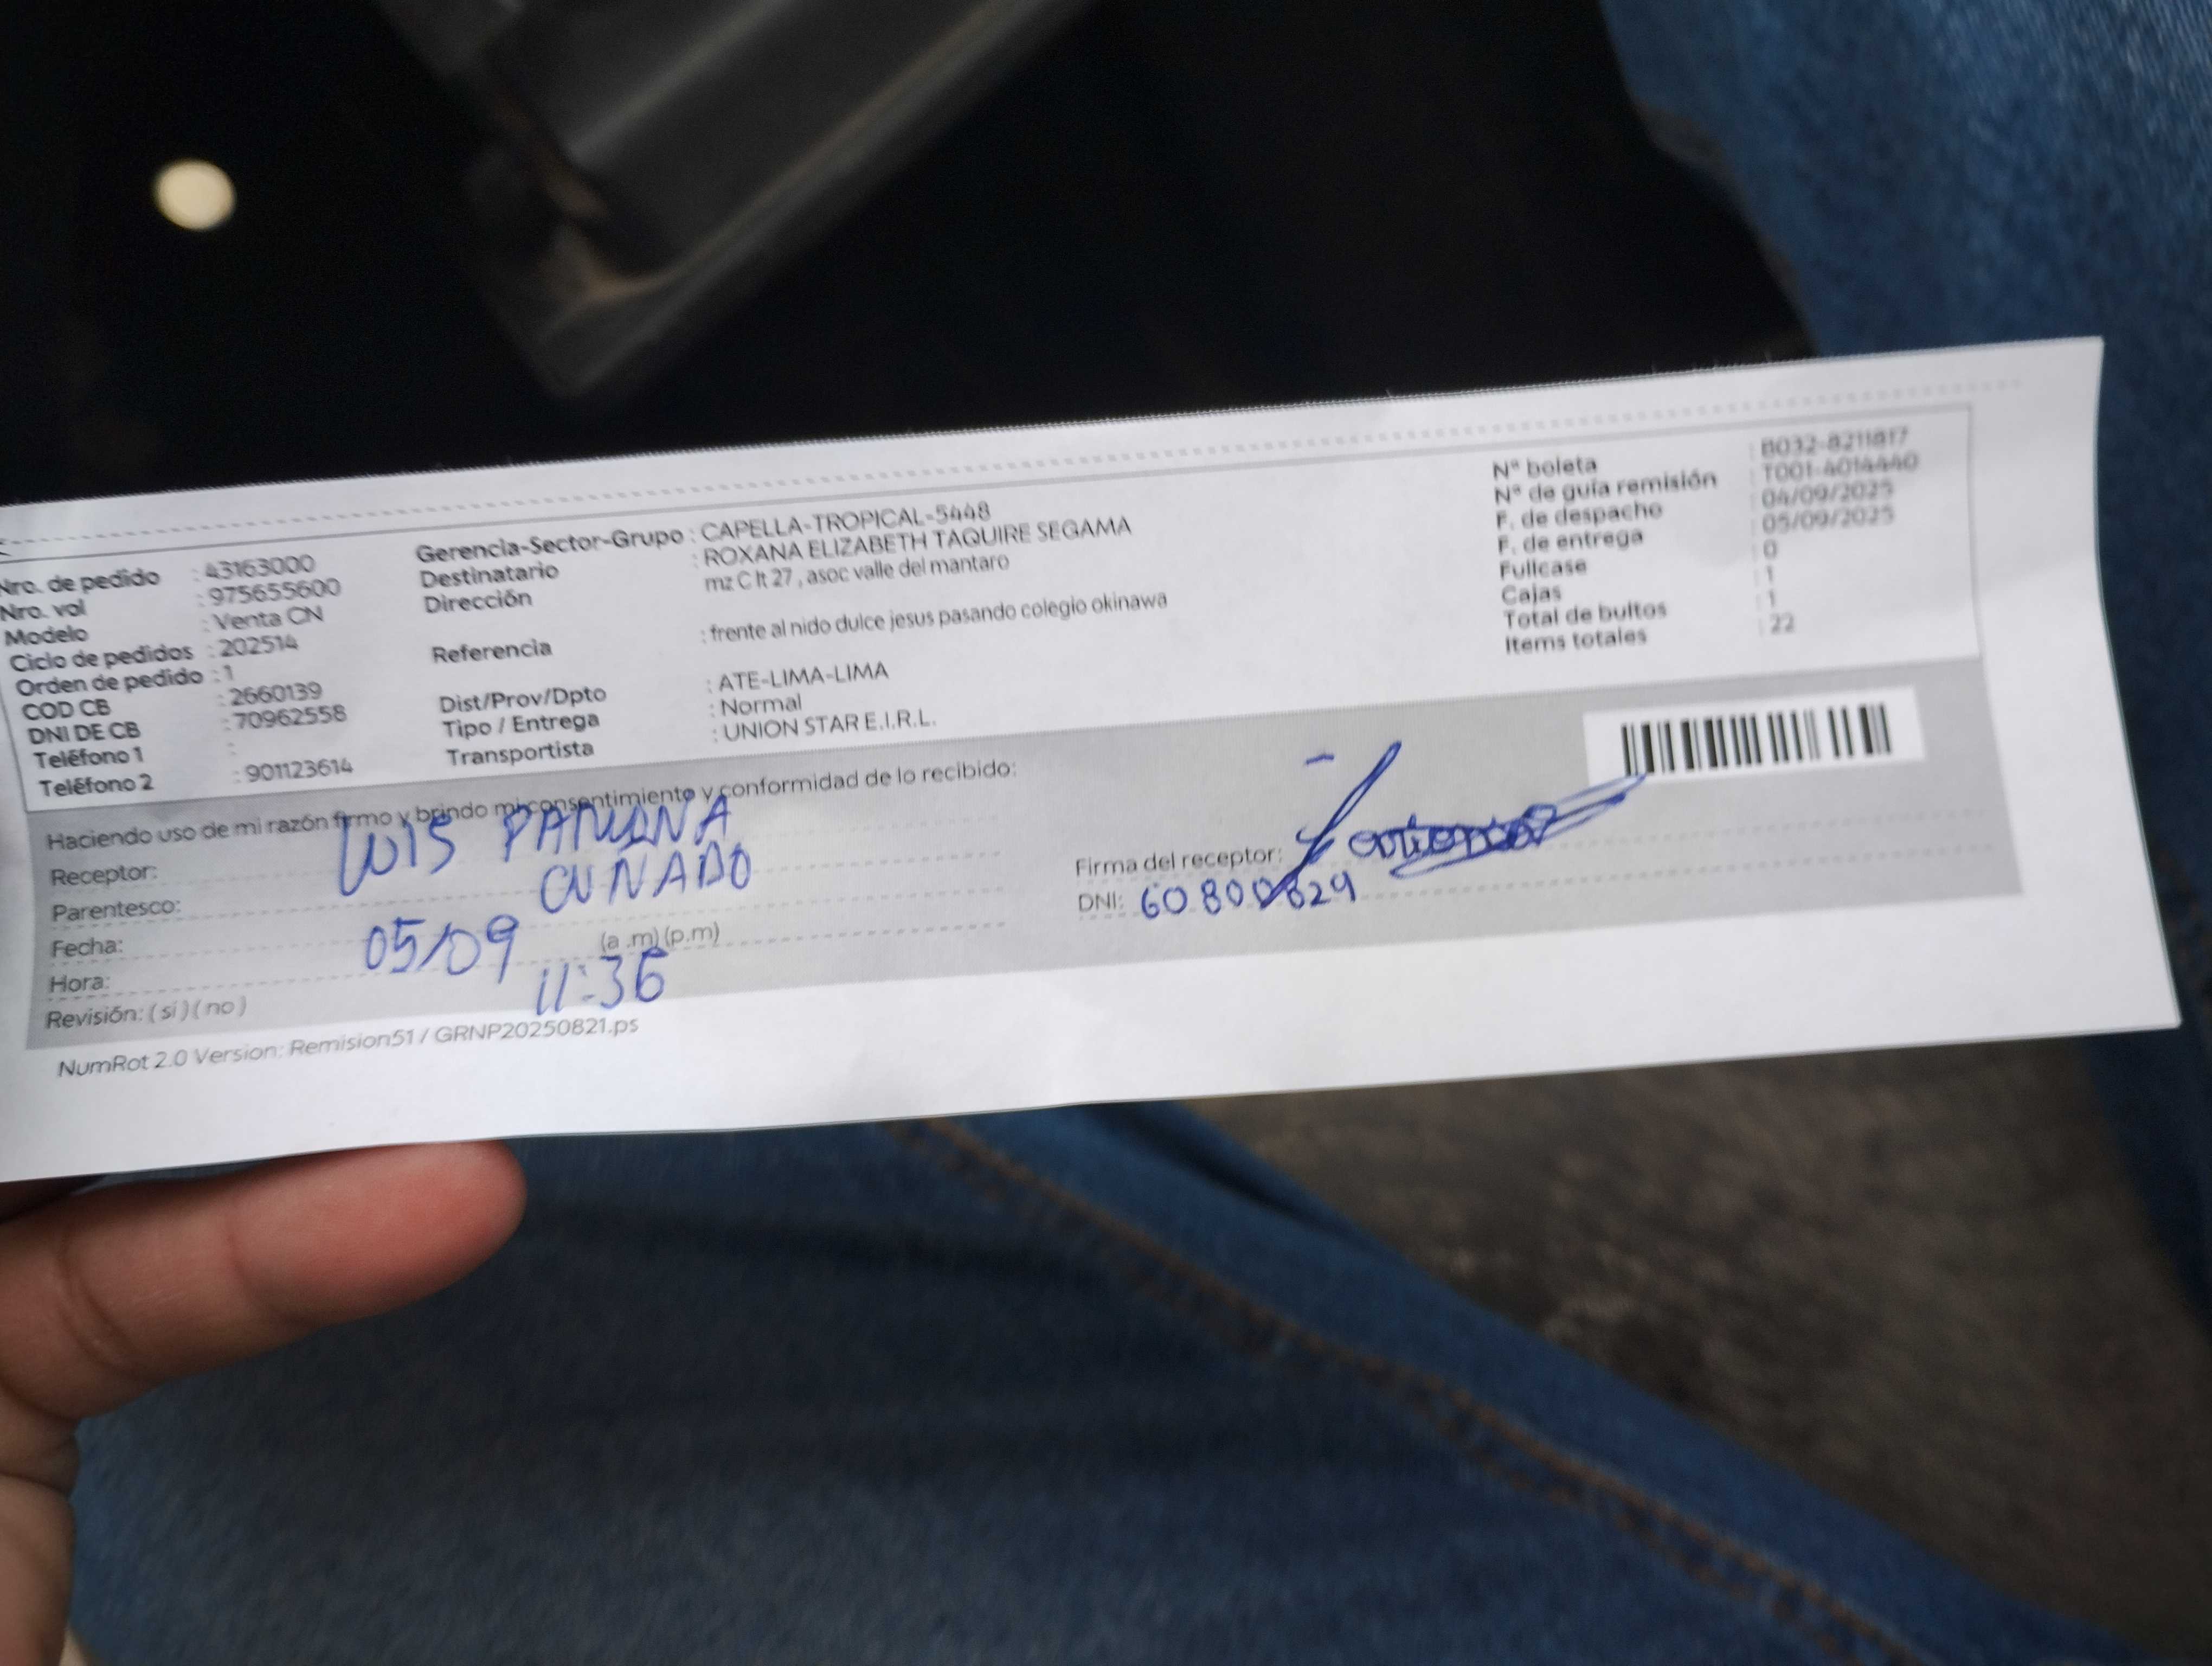 Nro. de pedido : 43163000
Nro. vol : 975655600
Modelo : Venta CN
Ciclo de pedidos : 202514
Orden de pedido : 1
COD CB : 2660139
DNI DE CB : 70962558
Teléfono 1 :
Teléfono 2 : 901123614
Gerencia-Sector-Grupo : CAPELLA-TROPICAL-5448
Destinatario : ROXANA ELIZABETH TAQUIRE SEGAMA
Dirección mz C lt 27 , asoc valle del mantaro
Referencia : frente al nido dulce jesus pasando colegio okinawa
Dist/Prov/Dpto : ATE-LIMA-LIMA
Tipo / Entrega : Normal
Transportista : UNION STAR E.I.R.L.
N° boleta : B032-8211817
N° de guía remisión : T001-4014440
F. de despacho : 04/09/2025
F. de entrega : 05/09/2025
Fullcase : 0
Cajas : 1
Total de bultos : 1
Items totales : 22
Haciendo uso de mi razón firmo y brindo mi consentimiento y conformidad de lo recibido:
Receptor: LUIS
Parentesco: CUÑADO
Fecha: 05/09
Hora: (a .m) (p.m) 11:36
Revisión: ( si ) ( no )
Firma del receptor:
DNI: 60800829
NumRot 2.0 Version: Remision51 / GRNP20250821.ps